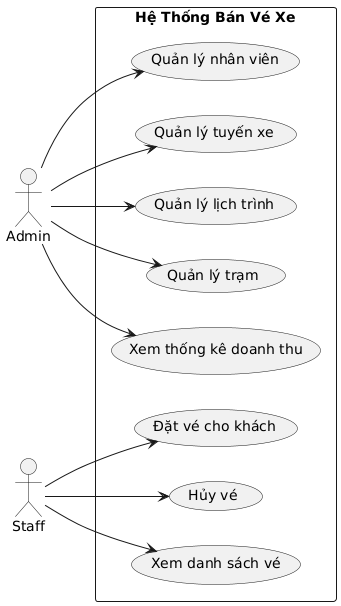 Hệ Thống Bán Vé Xe
Quản lý nhân viên
Quản lý tuyến xe
Quản lý lịch trình
Admin
Quản lý trạm
Xem thống kê doanh thu
Đặt vé cho khách
Hủy vé
Staff
Xem danh sách vé